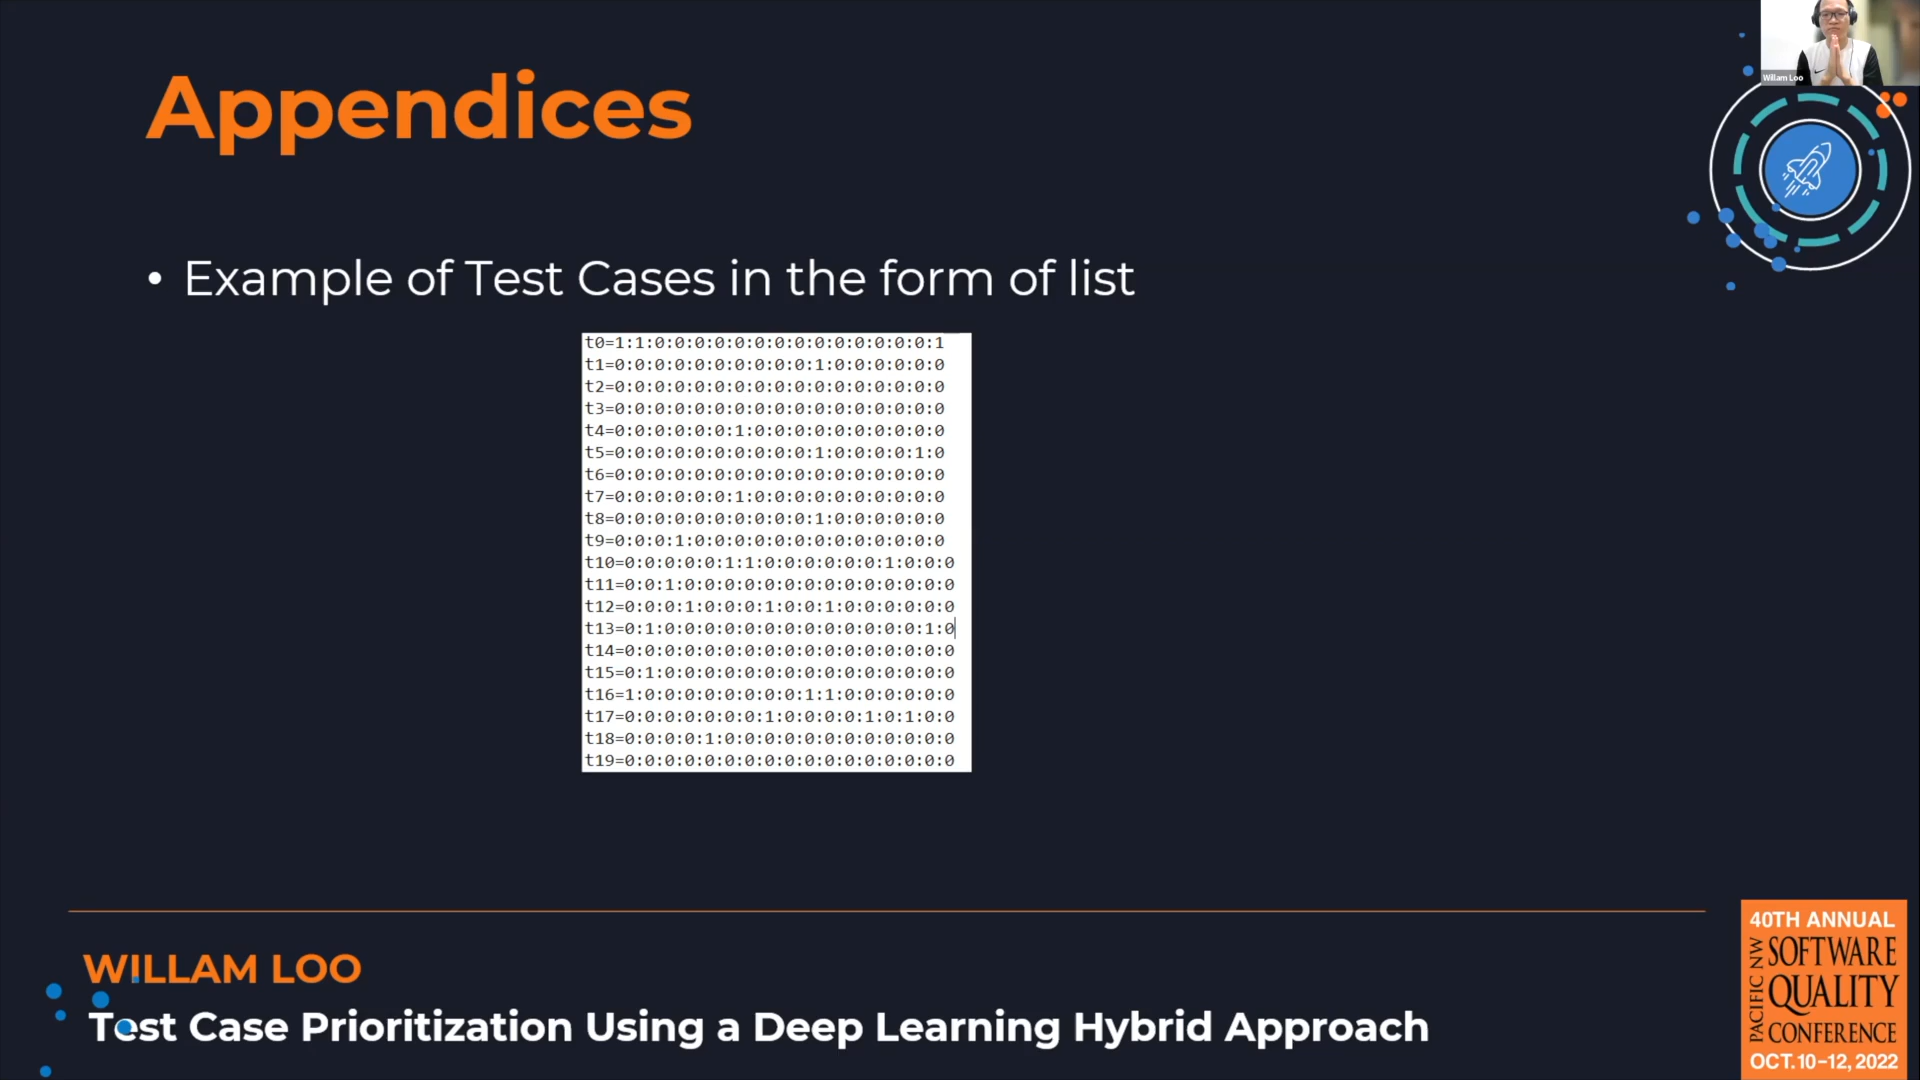 Willam Loo
Appendices
• Example of Test Cases in the form of list
t0=1:1:0:0:0:0:0:0:0:0:0:0:0:0:0:0:1
t1=0:0:0:0:0:0:0:0:0:0:1:0:0:0:0:0:0
t2=0:0:0:0:0:0:0:0:0:0:0:0:0:0:0:0:0
t3=0:0:0:0:0:0:0:0:0:0:0:0:0:0:0:0:0
t4=0:0:0:0:0:0:1:0:0:0:0:0:0:0:0:0:0
t5=0:0:0:0:0:0:0:0:0:0:1:0:0:0:0:1:0
t6=0:0:0:0:0:0:0:0:0:0:0:0:0:0:0:0:0
t7=0:0:0:0:0:0:1:0:0:0:0:0:0:0:0:0:0
t8=0:0:0:0:0:0:0:0:0:0:1:0:0:0:0:0:0
t9=0:0:0:1:0:0:0:0:0:0:0:0:0:0:0:0:0
t10=0:0:0:0:0:1:1:0:0:0:0:0:0:1:0:0:0
t11=0:0:1:0:0:0:0:0:0:0:0:0:0:0:0:0:0
t12=0:0:0:1:0:0:0:1:0:0:1:0:0:0:0:0:0
t13=0:1:0:0:0:0:0:0:0:0:0:0:0:0:0:1:0
t14=0:0:0:0:0:0:0:0:0:0:0:0:0:0:0:0:0
t15=0:1:0:0:0:0:0:0:0:0:0:0:0:0:0:0:0
t16=1:0:0:0:0:0:0:0:0:1:1:0:0:0:0:0:0
t17=0:0:0:0:0:0:0:1:0:0:0:0:1:0:1:0:0
t18=0:0:0:0:1:0:0:0:0:0:0:0:0:0:0:0:0
t19=0:0:0:0:0:0:0:0:0:0:0:0:0:0:0:0:0
WILLAM LOO
Test Case Prioritization Using a Deep Learning Hybrid Approach
40TH ANNUAL
PACIFIC NW
SOFTWARE
QUALITY
CONFERENCE
OCT. 10-12, 2022